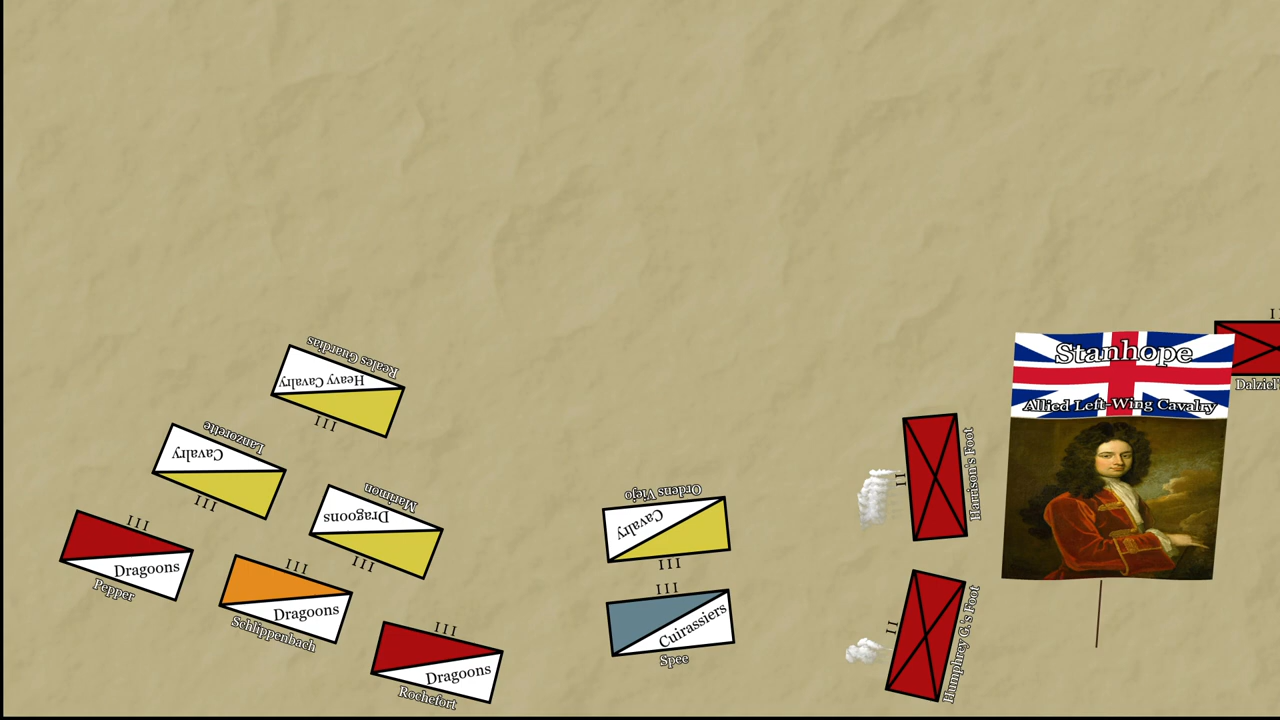 Reales Guardias
Heavy Cavalry
III
Lanzorette
Cavalry
III
Marimon
Dragoons
III
III
Dragoons
Pepper
III
Dragoons
Schlippenbach
III
Dragoons
Rochefort
Ordens Viejo
Cavalry
III
III
Cuirassiers
Spee
II
Harrison's Foot
II
Humphrey G.'s Foot
Stanhope
Allied Left-Wing Cavalry
Dalziel's